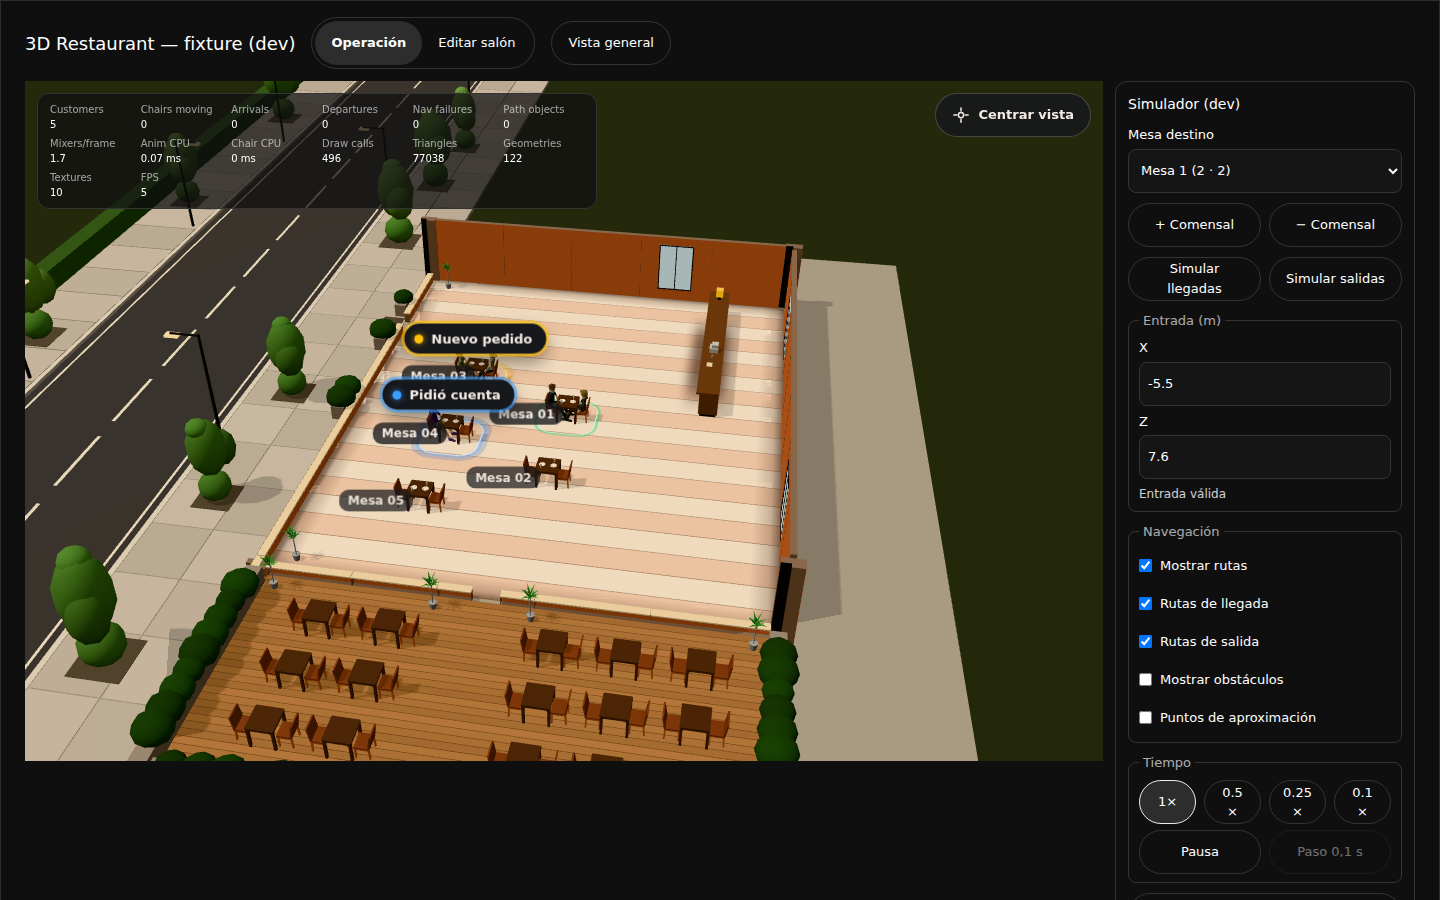 3D Restaurant — fixture (dev)
Operación
Editar salón
Vista general
Customers
5
Chairs moving
0
Arrivals
0
Departures
0
Nav failures
0
Path objects
0
Mixers/frame
1.7
Anim CPU
0.07 ms
Chair CPU
0 ms
Draw calls
496
Triangles
77038
Geometries
122
Textures
10
FPS
5
Centrar vista
Nuevo pedido
Mesa 03
Pidió cuenta
Mesa 01
Mesa 04
Mesa 02
Mesa 05
Simulador (dev)
Mesa destino
Mesa 1 (2 · 2)
+ Comensal
− Comensal
Simular
llegadas
Simular salidas
Entrada (m)
X
-5.5
Z
7.6
Entrada válida
Navegación
Mostrar rutas
Rutas de llegada
Rutas de salida
Mostrar obstáculos
Puntos de aproximación
Tiempo
1×
0.5
×
0.25
×
0.1
×
Pausa
Paso 0,1 s